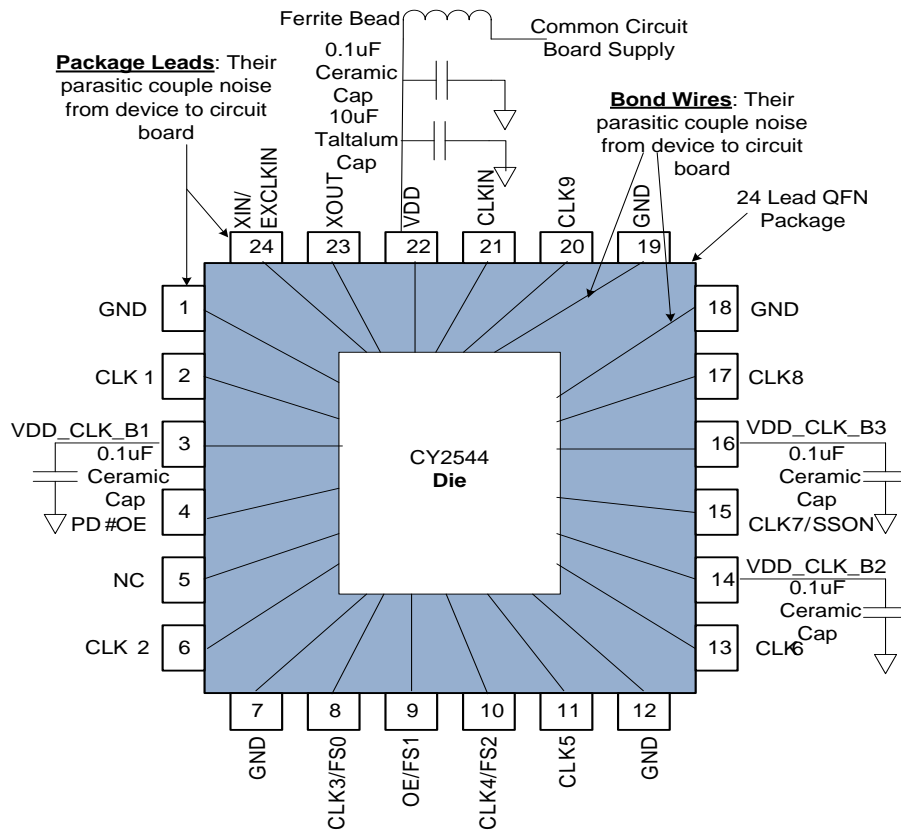 Ferrite Bead
Common Circuit
Board Supply
0.1uF
Ceramic
Cap
10uF
Taltalum
Cap
Package Leads: Their
parasitic couple noise
from device to circuit
board
Bond Wires: Their
parasitic couple noise
from device to circuit
board
24 Lead QFN
Package
XIN/
EXCLKIN
XOUT
VDD
CLKIN
CLK9
GND
24
23
22
21
20
19
GND
1
CLK 1
2
VDD_CLK_B1
3
0.1uF
Ceramic
Cap
PD #OE
4
NC
5
CLK 2
6
CY2544
Die
18
GND
17
CLK8
16
VDD_CLK_B3
0.1uF
Ceramic
Cap
15
CLK7/SSON
14
VDD_CLK_B2
0.1uF
Ceramic
Cap
13
CLK6
7
8
9
10
11
12
GND
CLK3/FS0
OE/FS1
CLK4/FS2
CLK5
GND